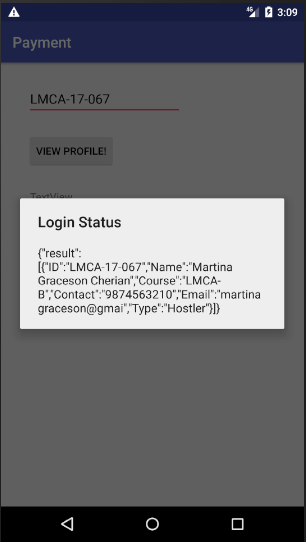 4G 3:09
Payment
LMCA-17-067
VIEW PROFILE!
TextView
Login Status
{"result":
[{"ID":"LMCA-17-067","Name":"Martina
Graceson Cherian","Course":"LMCA-
B","Contact":"9874563210","Email":"martina
graceson@gmai","Type":"Hostler"}]}